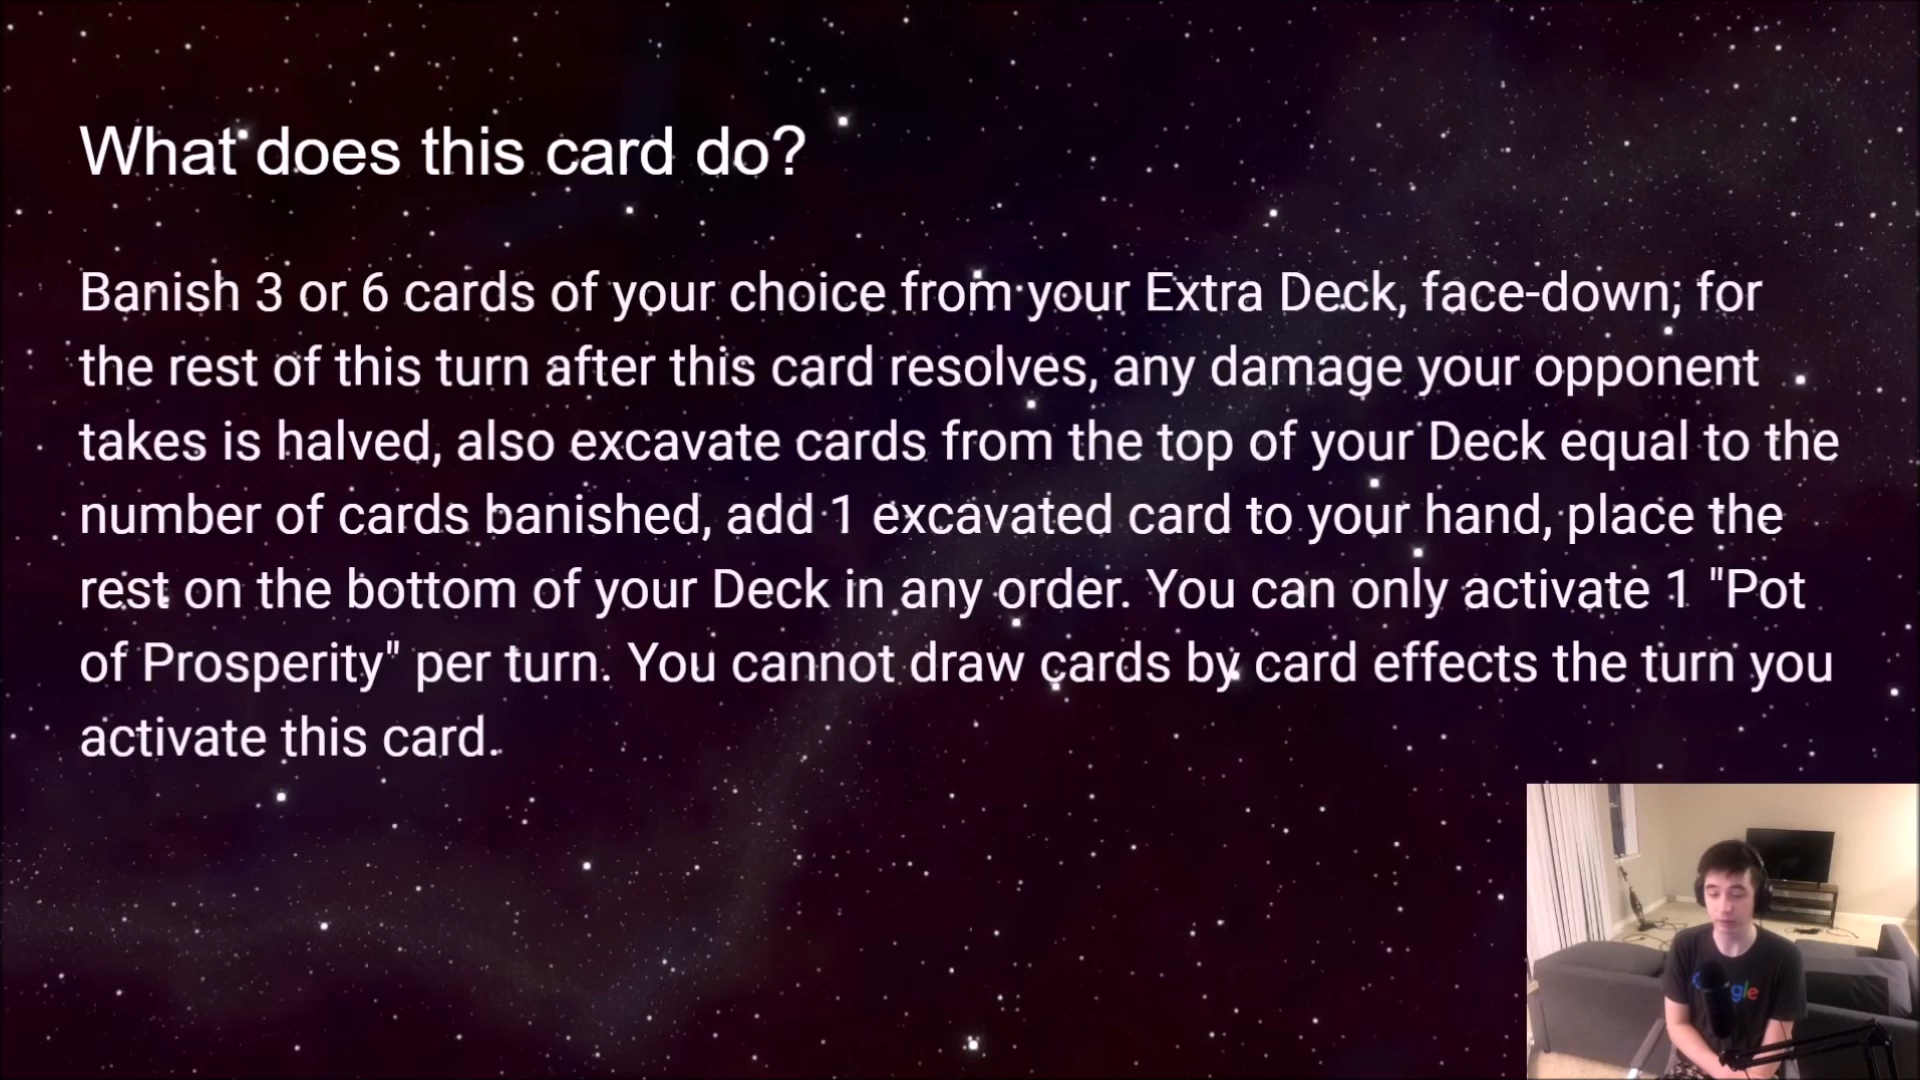 What does this card do?
Banish 3 or 6 cards of your choice from your Extra Deck, face-down; for
the rest of this turn after this card resolves, any damage your opponent
takes is halved, also excavate cards from the top of your Deck equal to the
number of cards banished, add 1 excavated card to your hand, place the
rest on the bottom of your Deck in any order. You can only activate 1 "Pot
of Prosperity" per turn. You cannot draw cards by card effects the turn you
activate this card.